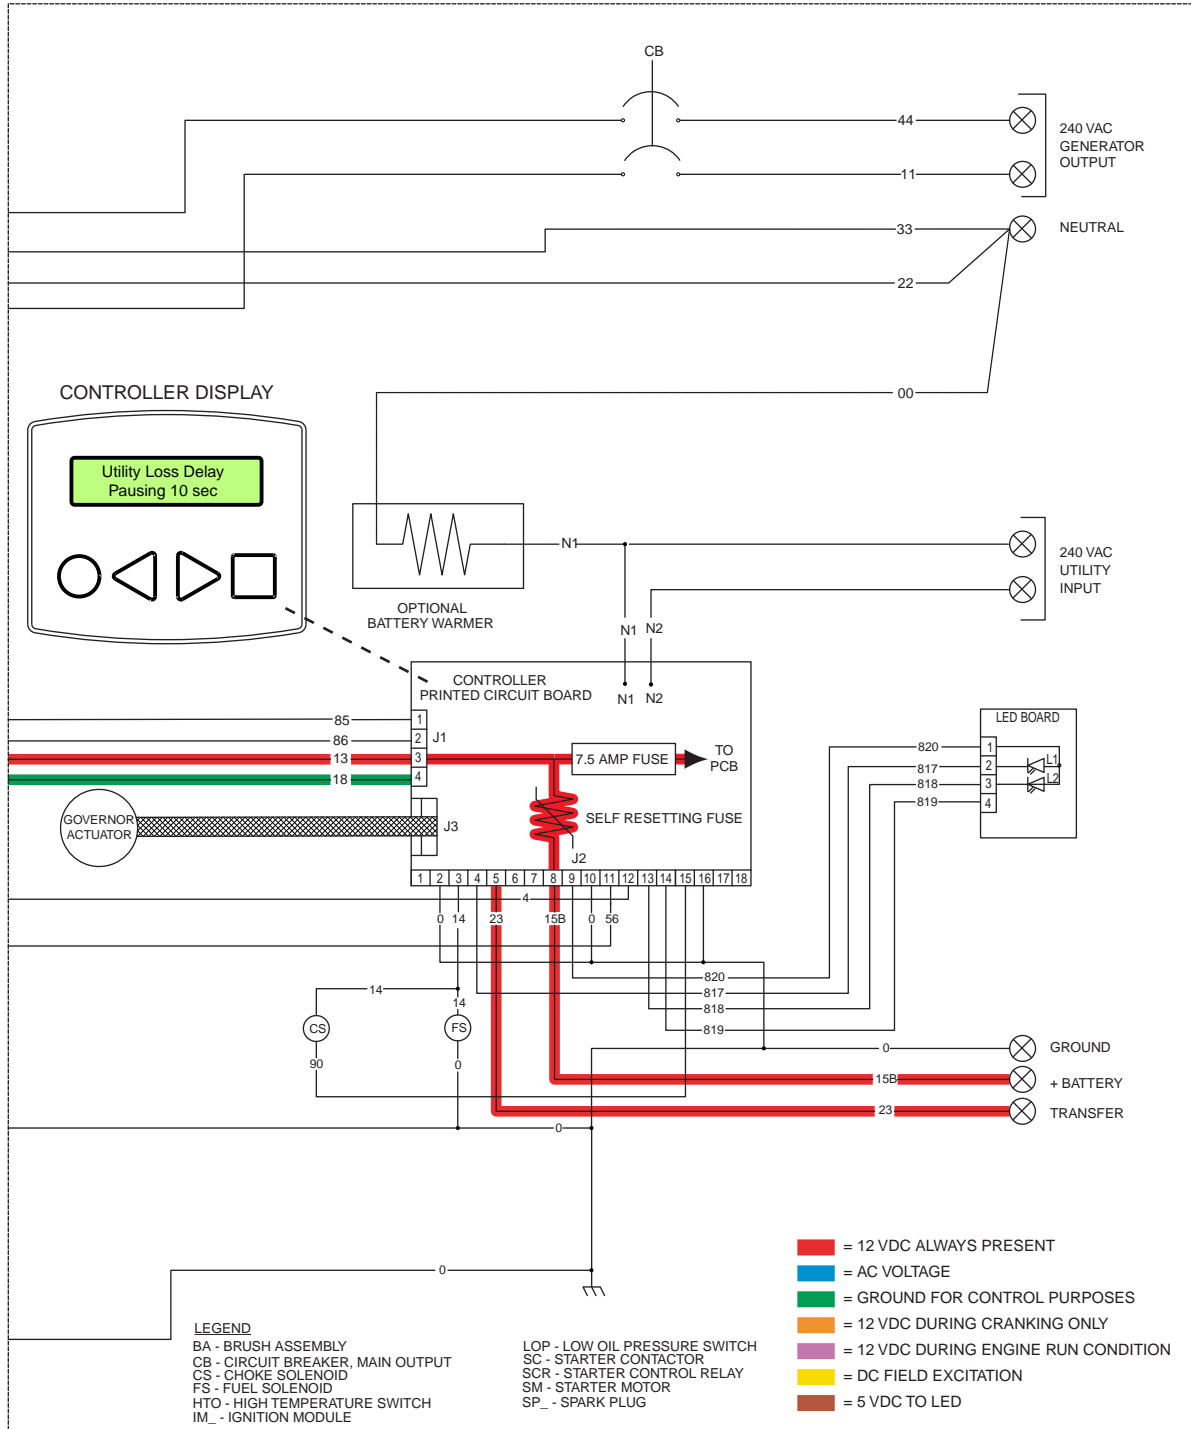 CB
44
240 VAC
GENERATOR
OUTPUT
11
33
NEUTRAL
22
CONTROLLER DISPLAY
00
Utility Loss Delay
Pausing 10 sec
N1
240 VAC
UTILITY
INPUT
OPTIONAL
BATTERY WARMER
N1 N2
CONTROLLER
PRINTED CIRCUIT BOARD
N1 N2
LED BOARD
85 1
86 2 J1
13 3
18 4
7.5 AMP FUSE
TO
PCB
820 1
817 2 L1
818 3 L2
819 4
GOVERNOR
ACTUATOR
J3
SELF RESETTING FUSE
J2
1 2 3 4 5 6 7 8 9 10 11 12 13 14 15 16 17 18
4
0 14 23 15B 0 56
820
817
818
819
14
14
CS
FS
90
0
0 GROUND
15B + BATTERY
23 TRANSFER
0
0
= 12 VDC ALWAYS PRESENT
= AC VOLTAGE
= GROUND FOR CONTROL PURPOSES
= 12 VDC DURING CRANKING ONLY
= 12 VDC DURING ENGINE RUN CONDITION
= DC FIELD EXCITATION
= 5 VDC TO LED
LEGEND
BA - BRUSH ASSEMBLY
CB - CIRCUIT BREAKER, MAIN OUTPUT
CS - CHOKE SOLENOID
FS - FUEL SOLENOID
HTO - HIGH TEMPERATURE SWITCH
IM_ - IGNITION MODULE
LOP - LOW OIL PRESSURE SWITCH
SC - STARTER CONTACTOR
SCR - STARTER CONTROL RELAY
SM - STARTER MOTOR
SP_ - SPARK PLUG